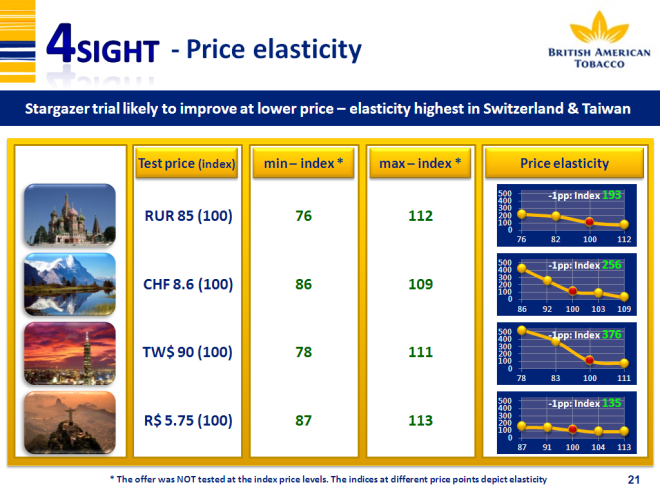 4SIGHT - Price elasticity
BRITISH AMERICAN
TOBACCO
Stargazer trial likely to improve at lower price – elasticity highest in Switzerland & Taiwan
Test price (index) min – index * max – index * Price elasticity
RUR 85 (100) 76 112
-1pp: Index 193
500
400
300
200
100
0
76 82 100 112
CHF 8.6 (100) 86 109
-1pp: Index 256
500
400
300
200
100
0
86 92 100 103 109
TW$ 90 (100) 78 111
-1pp: Index 376
500
400
300
200
100
0
78 83 100 111
R$ 5.75 (100) 87 113
-1pp: Index 135
500
400
300
200
100
0
87 91 100 104 113
* The offer was NOT tested at the index price levels. The indices at different price points depict elasticity
21